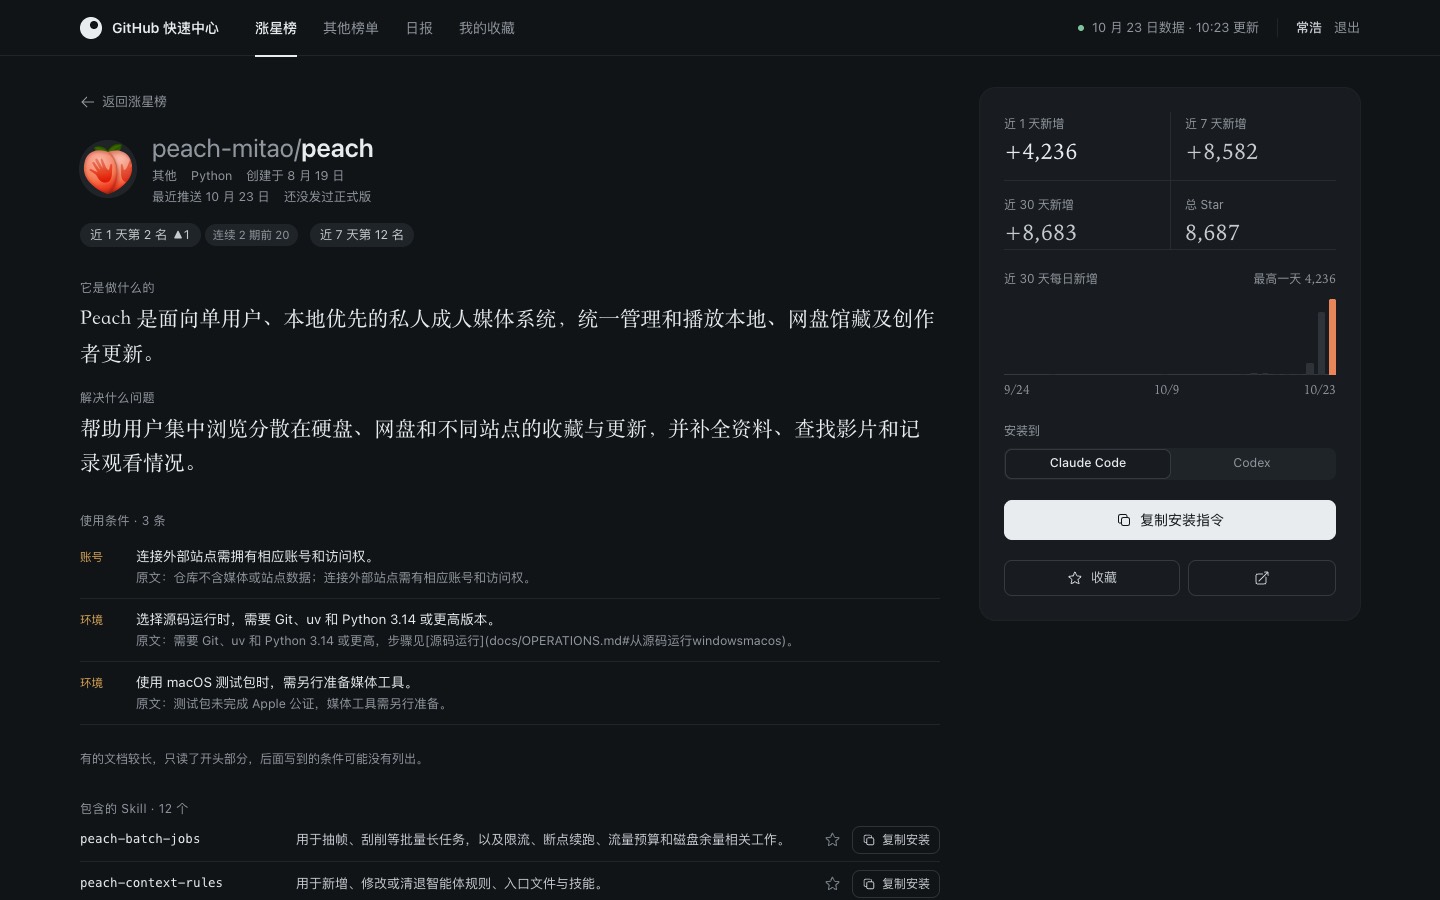 GitHub 快速中心
涨星榜
其他榜单
日报
我的收藏
10 月 23 日数据 · 10:23 更新
常浩
退出
返回涨星榜
peach-mitao/peach
其他 Python 创建于 8 月 19 日
最近推送 10 月 23 日 还没发过正式版
近 1 天第 2 名 ▲1
连续 2 期前 20
近 7 天第 12 名
它是做什么的
Peach 是面向单用户、本地优先的私人成人媒体系统，统一管理和播放本地、网盘馆藏及创作
者更新。
解决什么问题
帮助用户集中浏览分散在硬盘、网盘和不同站点的收藏与更新，并补全资料、查找影片和记
录观看情况。
使用条件 · 3 条
账号
连接外部站点需拥有相应账号和访问权。
原文：仓库不含媒体或站点数据；连接外部站点需有相应账号和访问权。
环境
选择源码运行时，需要 Git、uv 和 Python 3.14 或更高版本。
原文：需要 Git、uv 和 Python 3.14 或更高，步骤见[源码运行](docs/OPERATIONS.md#从源码运行windowsmacos)。
环境
使用 macOS 测试包时，需另行准备媒体工具。
原文：测试包未完成 Apple 公证，媒体工具需另行准备。
有的文档较长，只读了开头部分，后面写到的条件可能没有列出。
包含的 Skill · 12 个
peach-batch-jobs
用于抽帧、刮削等批量长任务，以及限流、断点续跑、流量预算和磁盘余量相关工作。
复制安装
peach-context-rules
用于新增、修改或清退智能体规则、入口文件与技能。
复制安装
近 1 天新增
+4,236
近 7 天新增
+8,582
近 30 天新增
+8,683
总 Star
8,687
近 30 天每日新增
最高一天 4,236
9/24
10/9
10/23
安装到
Claude Code
Codex
复制安装指令
收藏